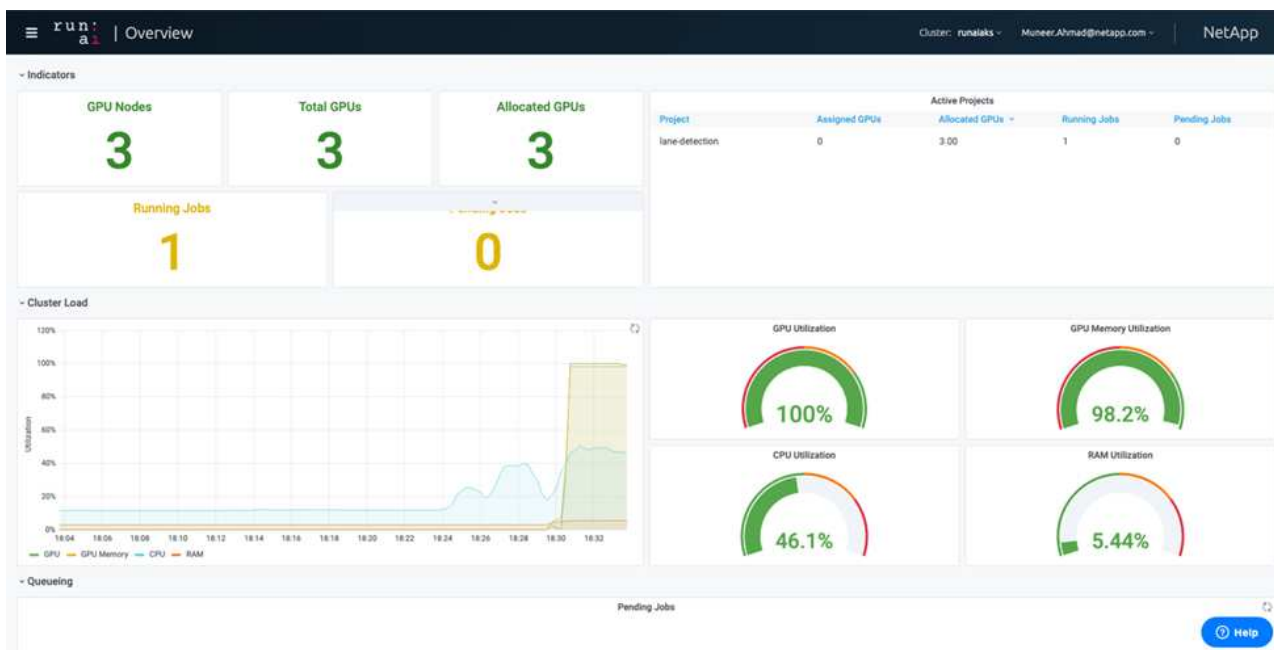 run:
ai | Overview
Cluster: runaiaks
Muneer.Ahmad@netapp.com
NetApp
Indicators
GPU Nodes
3
Total GPUs
3
Allocated GPUs
3
Active Projects
Project Assigned GPUs Allocated GPUs Running Jobs Pending Jobs
lane-detection 0 3.00 1 0
Running Jobs
1
0
Cluster Load
120%
100%
80%
60%
40%
20%
0%
Utilization
18:04 18:06 18:08 18:10 18:12 18:14 18:16 18:18 18:20 18:22 18:24 18:26 18:28 18:30 18:32
GPU GPU Memory CPU RAM
GPU Utilization
100%
GPU Memory Utilization
98.2%
CPU Utilization
46.1%
RAM Utilization
5.44%
Queueing
Pending Jobs
Help